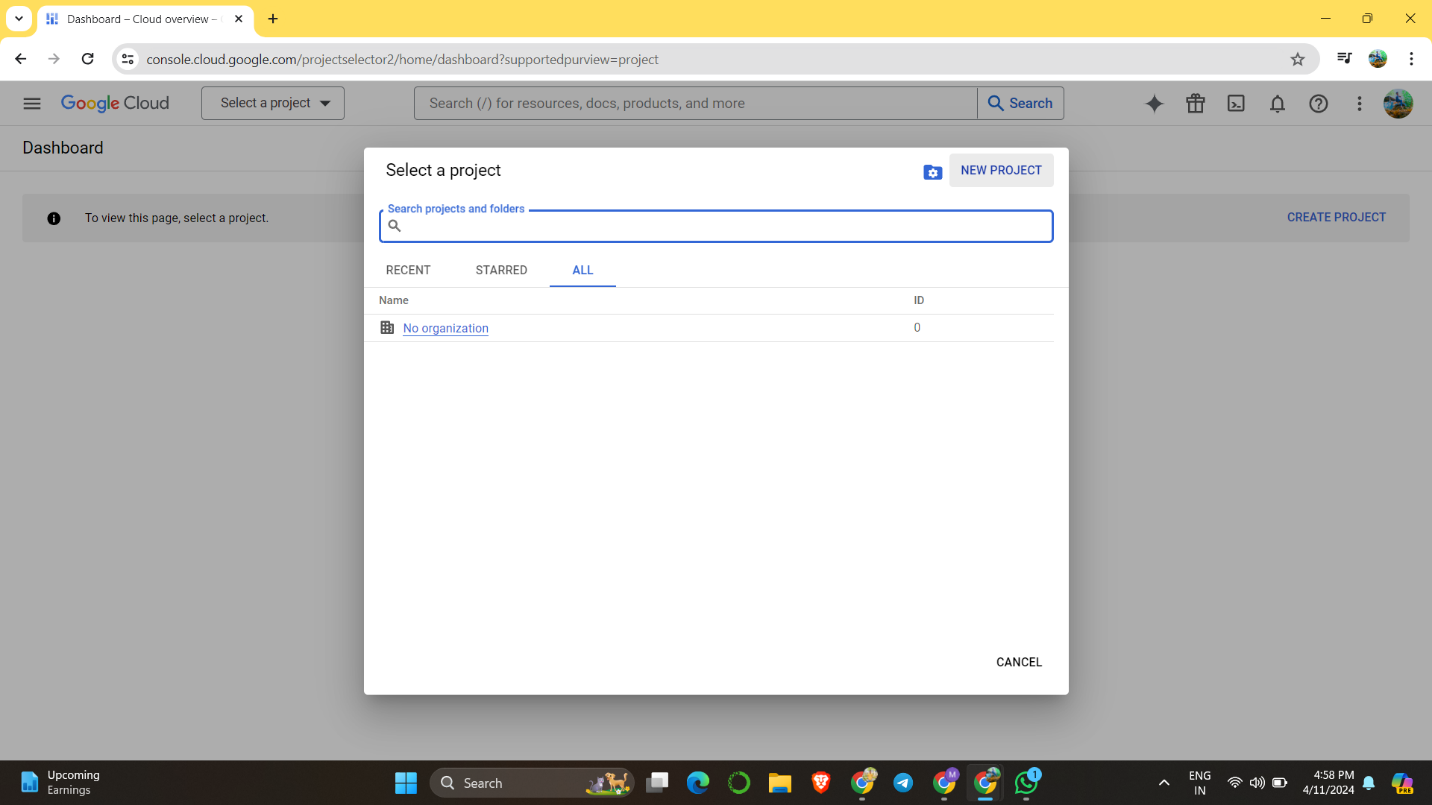 Dashboard – Cloud overview –
console.cloud.google.com/projectselector2/home/dashboard?supportedpurview=project
Google Cloud
Select a project
Search (/) for resources, docs, products, and more
Search
Dashboard
To view this page, select a project.
CREATE PROJECT
Select a project
NEW PROJECT
Search projects and folders
RECENT STARRED ALL
Name ID
No organization 0
CANCEL
Upcoming
Earnings
Search
M
1
ENG
IN
4:58 PM
4/11/2024
PRE